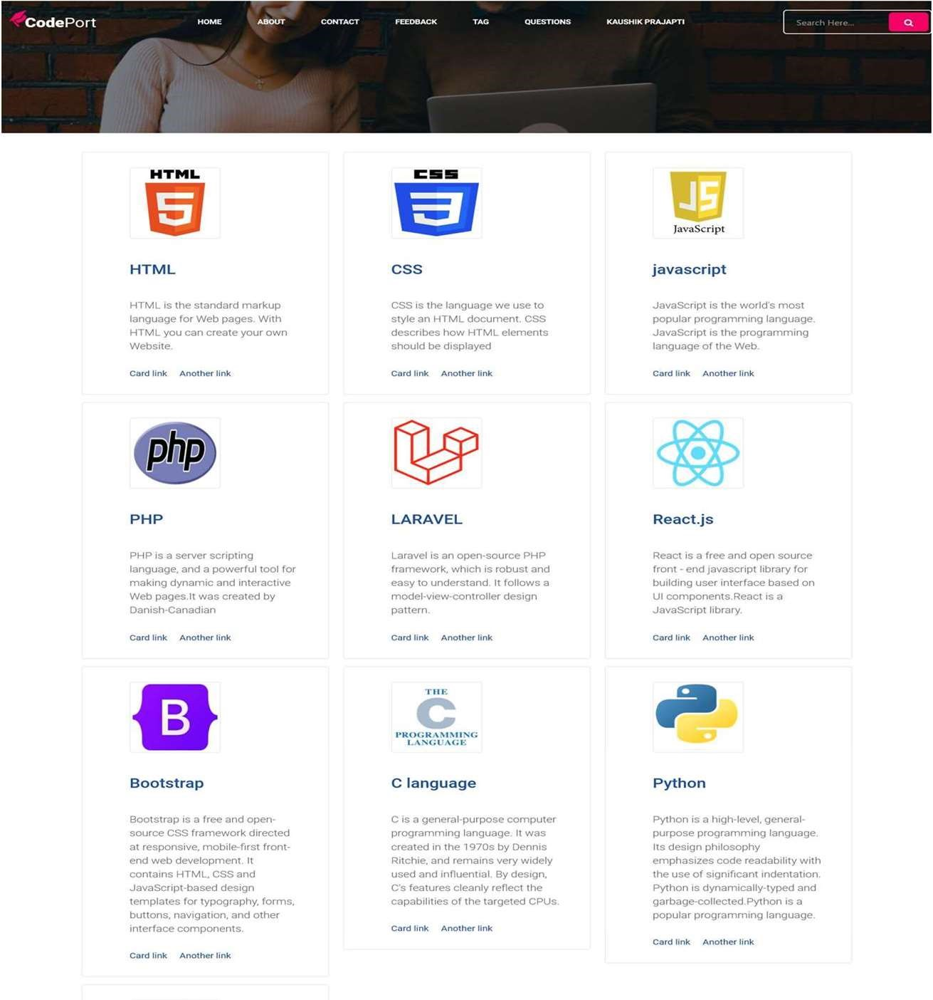 CodePort
HOME
ABOUT
CONTACT
FEEDBACK
TAG
QUESTIONS
KAUSHIK PRAJAPTI
Search Here...
HTML
5
HTML
HTML is the standard markup
language for Web pages. With
HTML you can create your own
Website.
Card link Another link
CSS
3
CSS
CSS is the language we use to
style an HTML document. CSS
describes how HTML elements
should be displayed
Card link Another link
JS
JavaScript
javascript
JavaScript is the world's most
popular programming language.
JavaScript is the programming
language of the Web.
Card link Another link
php
PHP
PHP is a server scripting
language, and a powerful tool for
making dynamic and interactive
Web pages.It was created by
Danish-Canadian
Card link Another link
LARAVEL
Laravel is an open-source PHP
framework, which is robust and
easy to understand. It follows a
model-view-controller design
pattern.
Card link Another link
React.js
React is a free and open source
front - end javascript library for
building user interface based on
UI components.React is a
JavaScript library.
Card link Another link
B
Bootstrap
Bootstrap is a free and open-
source CSS framework directed
at responsive, mobile-first front-
end web development. It
contains HTML, CSS and
JavaScript-based design
templates for typography, forms,
buttons, navigation, and other
interface components.
Card link Another link
THE
C
PROGRAMMING
LANGUAGE
C language
C is a general-purpose computer
programming language. It was
created in the 1970s by Dennis
Ritchie, and remains very widely
used and influential. By design,
C's features cleanly reflect the
capabilities of the targeted CPUs.
Card link Another link
Python
Python is a high-level, general-
purpose programming language.
Its design philosophy
emphasizes code readability with
the use of significant indentation.
Python is dynamically-typed and
garbage-collected.Python is a
popular programming language.
Card link Another link